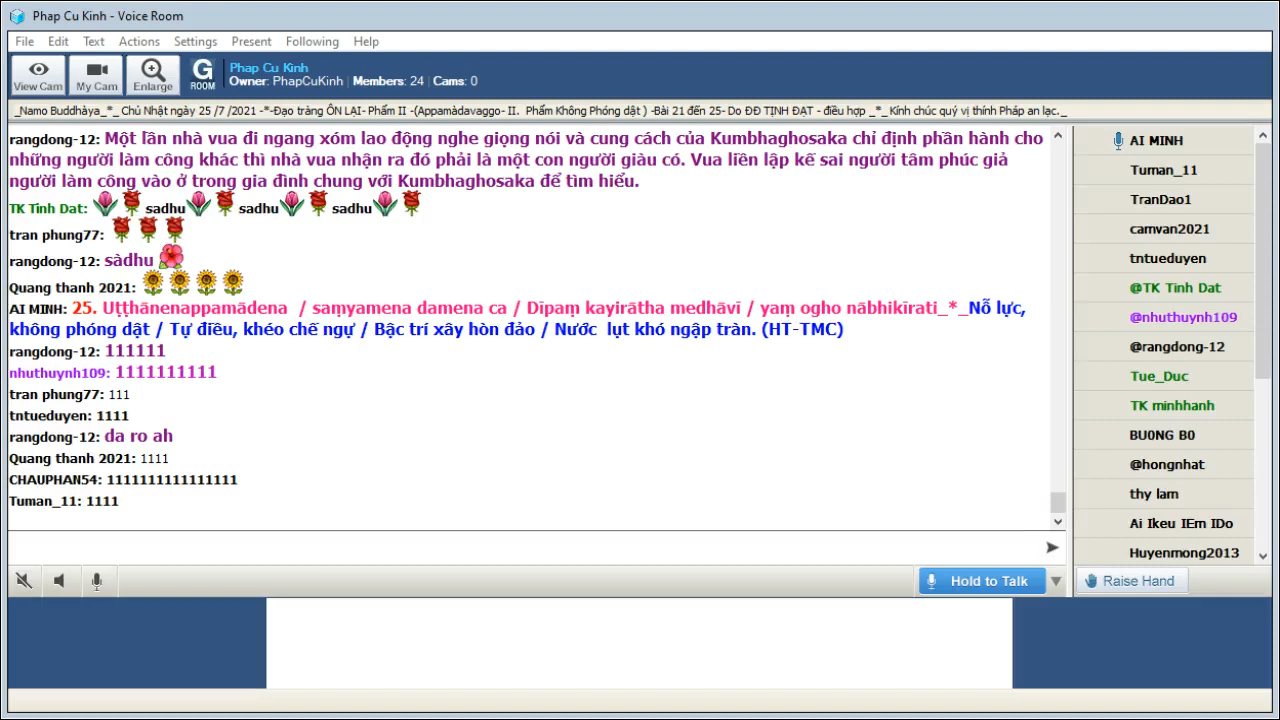 Phap Cu Kinh - Voice Room
File Edit Text Actions Settings Present Following Help
View Cam My Cam Enlarge G ROOM
Phap Cu Kinh
Owner: PhapCuKinh Members: 24 Cams: 0
_Namo Buddhàya_*_ Chủ Nhật ngày 25 /7 /2021 -*-Đạo tràng ÔN LẠI- Phẩm II -(Appamàdavaggo- II. Phẩm Không Phóng dật ) -Bài 21 đến 25- Do ĐĐ TỊNH ĐẠT - điều hợp _*_ Kính chúc quý vị thính Pháp an lạc._
rangdong-12: Một lần nhà vua đi ngang xóm lao động nghe giọng nói và cung cách của Kumbhaghosaka chỉ định phần hành cho
những người làm công khác thì nhà vua nhận ra đó phải là một con người giàu có. Vua liên lập kế sai người tâm phúc giả
người làm công vào ở trong gia đình chung với Kumbhaghosaka để tìm hiểu.
TK Tinh Dat: sadhu sadhu sadhu
tran phung77:
rangdong-12: sàdhu
Quang thanh 2021:
AI MINH: 25. Uṭṭhānenappamādena / saṃyamena damena ca / Dīpaṃ kayirātha medhāvī / yaṃ ogho nābhikīrati_*_Nỗ lực,
không phóng dật / Tự điều, khéo chế ngự / Bậc trí xây hòn đảo / Nước lụt khó ngập tràn. (HT-TMC)
rangdong-12: 111111
nhuthuynh109: 1111111111
tran phung77: 111
tntueduyen: 1111
rangdong-12: da ro ah
Quang thanh 2021: 1111
CHAUPHAN54: 1111111111111111
Tuman_11: 1111
Hold to Talk
AI MINH
Tuman_11
TranDao1
camvan2021
tntueduyen
@TK Tinh Dat
@nhuthuynh109
@rangdong-12
Tue_Duc
TK minhhanh
BU0NG B0
@hongnhat
thy lam
Ai Ikeu IEm IDo
Huyenmong2013
Raise Hand